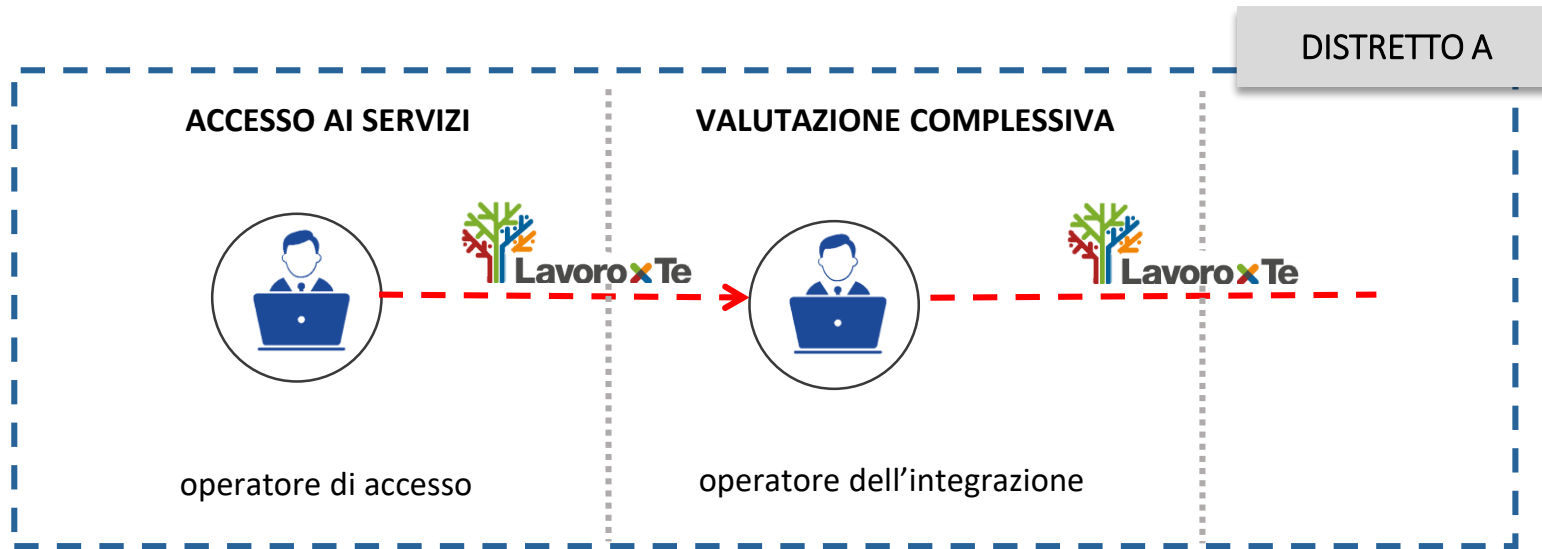 DISTRETTO A
ACCESSO AI SERVIZI
VALUTAZIONE COMPLESSIVA
LavoroxTe
LavoroxTe
operatore di accesso
operatore dell’integrazione